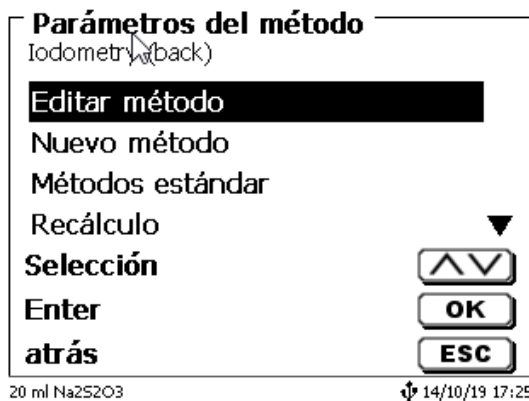 Parámetros del método
Iodometry (back)
Editar método
Nuevo método
Métodos estándar
Recálculo
Selección
Enter OK
atrás ESC
20 ml Na2S2O3 14/10/19 17:25